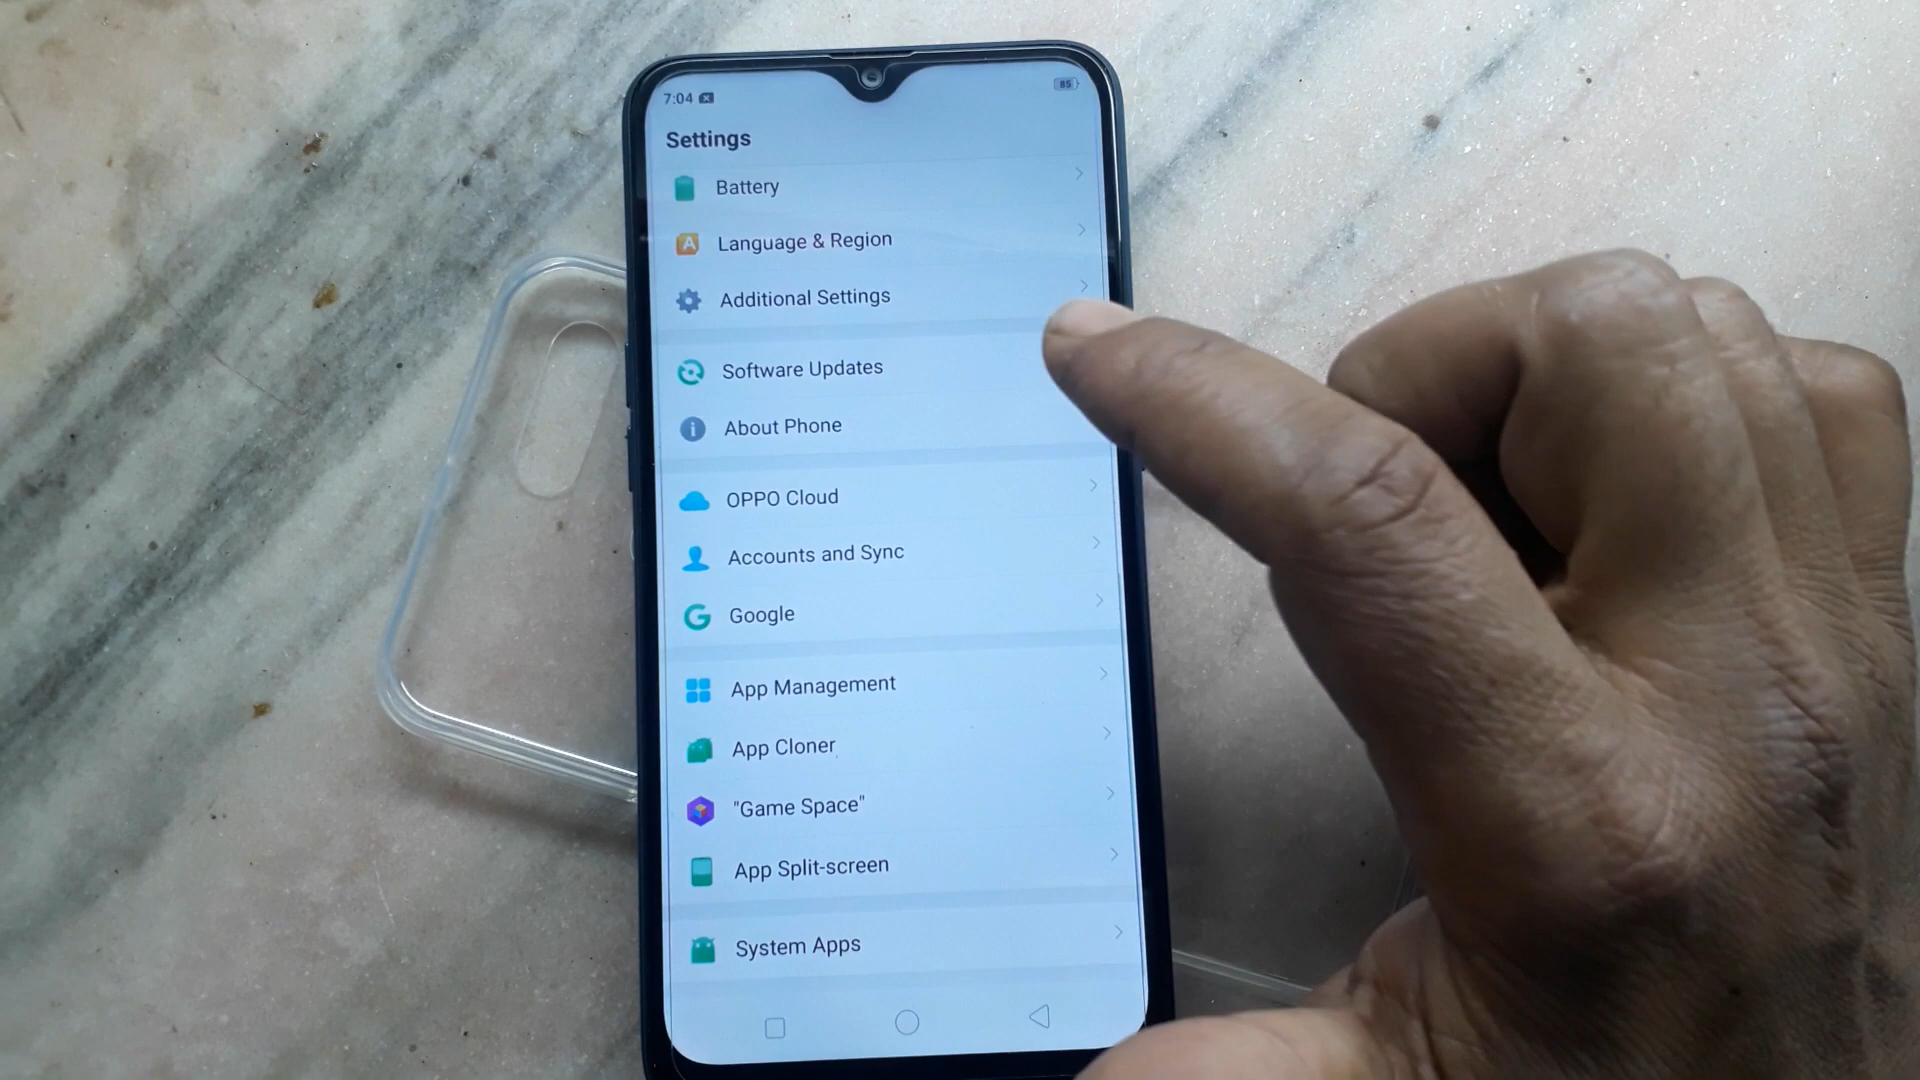 7:04
85
Settings
Battery
A Language & Region
Additional Settings
Software Updates
i About Phone
OPPO Cloud
Accounts and Sync
G Google
App Management
App Cloner
"Game Space"
App Split-screen
System Apps